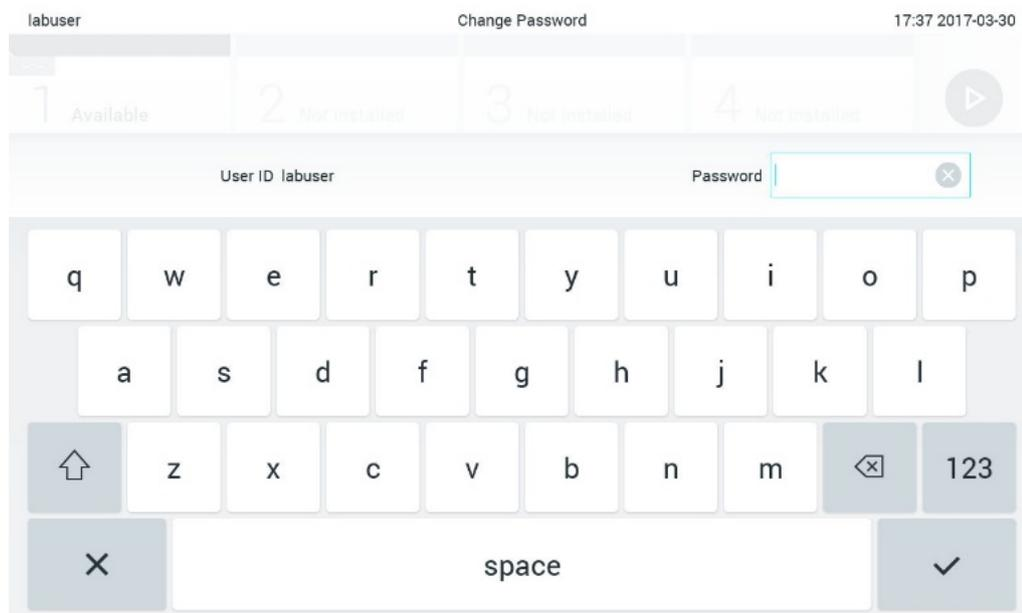 labuser Change Password 17:37 2017-03-30
1 Available 2 Not installed 3 Not installed 4 Not installed
User ID labuser Password
q w e r t y u i o p
a s d f g h j k l
z x c v b n m 123
space